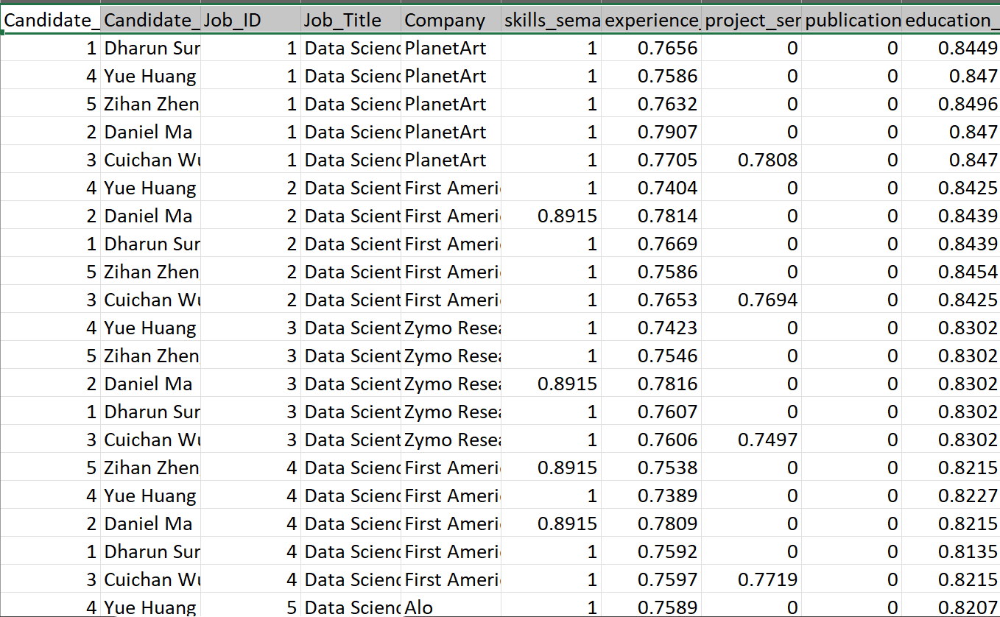 Candidate_ Candidate_ Job_ID Job_Title Company skills_sema experience_ project_ser publication education_
1 Dharun Sur 1 Data Scienc PlanetArt 1 0.7656 0 0 0.8449
4 Yue Huang 1 Data Scienc PlanetArt 1 0.7586 0 0 0.847
5 Zihan Zhen 1 Data Scienc PlanetArt 1 0.7632 0 0 0.8496
2 Daniel Ma 1 Data Scienc PlanetArt 1 0.7907 0 0 0.847
3 Cuichan Wu 1 Data Scienc PlanetArt 1 0.7705 0.7808 0 0.847
4 Yue Huang 2 Data Scient First Ameri 1 0.7404 0 0 0.8425
2 Daniel Ma 2 Data Scient First Ameri 0.8915 0.7814 0 0 0.8439
1 Dharun Sur 2 Data Scient First Ameri 1 0.7669 0 0 0.8439
5 Zihan Zhen 2 Data Scient First Ameri 1 0.7586 0 0 0.8454
3 Cuichan Wu 2 Data Scient First Ameri 1 0.7653 0.7694 0 0.8425
4 Yue Huang 3 Data Scient Zymo Resea 1 0.7423 0 0 0.8302
5 Zihan Zhen 3 Data Scient Zymo Resea 1 0.7546 0 0 0.8302
2 Daniel Ma 3 Data Scient Zymo Resea 0.8915 0.7816 0 0 0.8302
1 Dharun Sur 3 Data Scient Zymo Resea 1 0.7607 0 0 0.8302
3 Cuichan Wu 3 Data Scient Zymo Resea 1 0.7606 0.7497 0 0.8302
5 Zihan Zhen 4 Data Scienc First Ameri 0.8915 0.7538 0 0 0.8215
4 Yue Huang 4 Data Scienc First Ameri 1 0.7389 0 0 0.8227
2 Daniel Ma 4 Data Scienc First Ameri 0.8915 0.7809 0 0 0.8215
1 Dharun Sur 4 Data Scienc First Ameri 1 0.7592 0 0 0.8135
3 Cuichan Wu 4 Data Scienc First Ameri 1 0.7597 0.7719 0 0.8215
4 Yue Huang 5 Data Scienc Alo 1 0.7589 0 0 0.8207